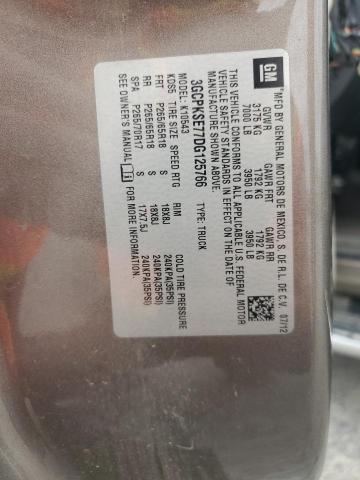 GM
MFD BY GENERAL MOTORS DE MEXICO, S. DE R.L. DE C.V. 07/12
GVWR GAWR FRT GAWR RR
3175 KG 1792 KG 1792 KG
7000 LB 3950 LB 3950 LB
THIS VEHICLE CONFORMS TO ALL APPLICABLE U.S. FEDERAL MOTOR
VEHICLE SAFETY STANDARDS IN EFFECT ON THE DATE OF
MANUFACTURE SHOWN ABOVE.
3GCPKSE77DG125766 TYPE: TRUCK
MODEL: K10543
KDS5 TIRE SIZE SPEED RTG RIM COLD TIRE PRESSURE
FRT P265/65R18 S 18X8J 240KPA(35PSI)
RR P265/65R18 S 18X8J 240KPA(35PSI)
SPA P265/70R17 S 17X7.5J 240KPA(35PSI)
SEE OWNER'S MANUAL FOR MORE INFORMATION.